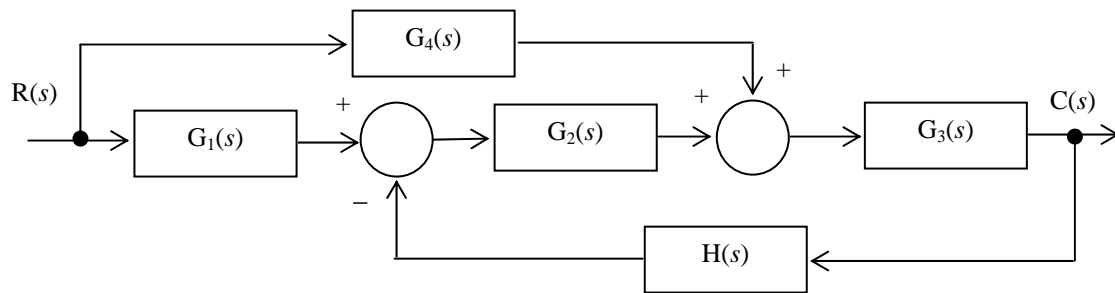 G₄(s)
+
R(s)
+
+
C(s)
G₁(s)
G₂(s)
G₃(s)
−
H(s)